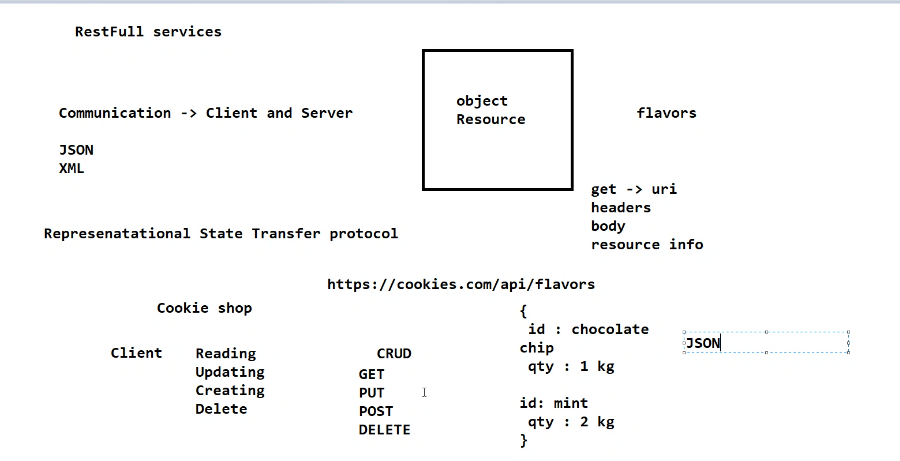 RestFull services
object
Resource
Communication -> Client and Server
flavors
JSON
XML
get -> uri
headers
body
resource info
Represenatational State Transfer protocol
https://cookies.com/api/flavors
Cookie shop
Client
Reading
Updating
Creating
Delete
CRUD
GET
PUT
POST
DELETE
{
id : chocolate
chip
qty : 1 kg
id: mint
qty : 2 kg
}
JSON